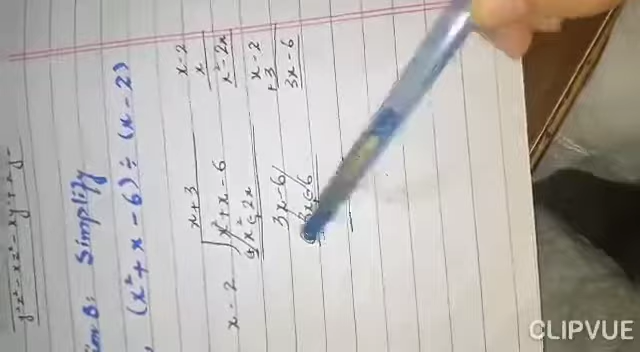 Simplify
(x² + x - 6) ÷ (x - 2)
x + 3
x - 2 x² + x - 6
x² - 2x
3x - 6
3x - 6
x - 2
x
x² - 2x
x - 2
+ 3
3x - 6
CLIPVUE